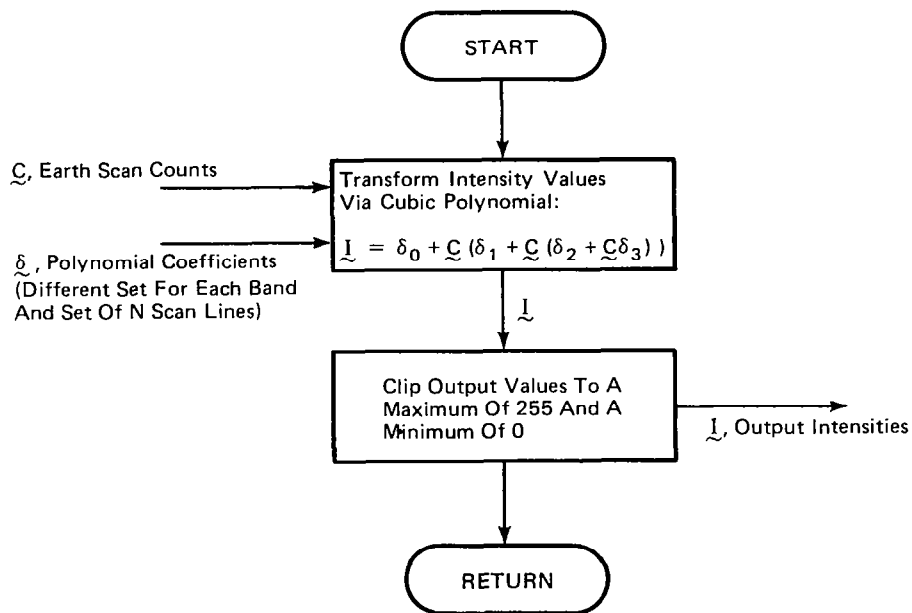 START
C, Earth Scan Counts
Transform Intensity Values
Via Cubic Polynomial:
I = δ₀ + C (δ₁ + C (δ₂ + Cδ₃) )
δ, Polynomial Coefficients
(Different Set For Each Band
And Set Of N Scan Lines)
I
Clip Output Values To A
Maximum Of 255 And A
Minimum Of 0
I, Output Intensities
RETURN